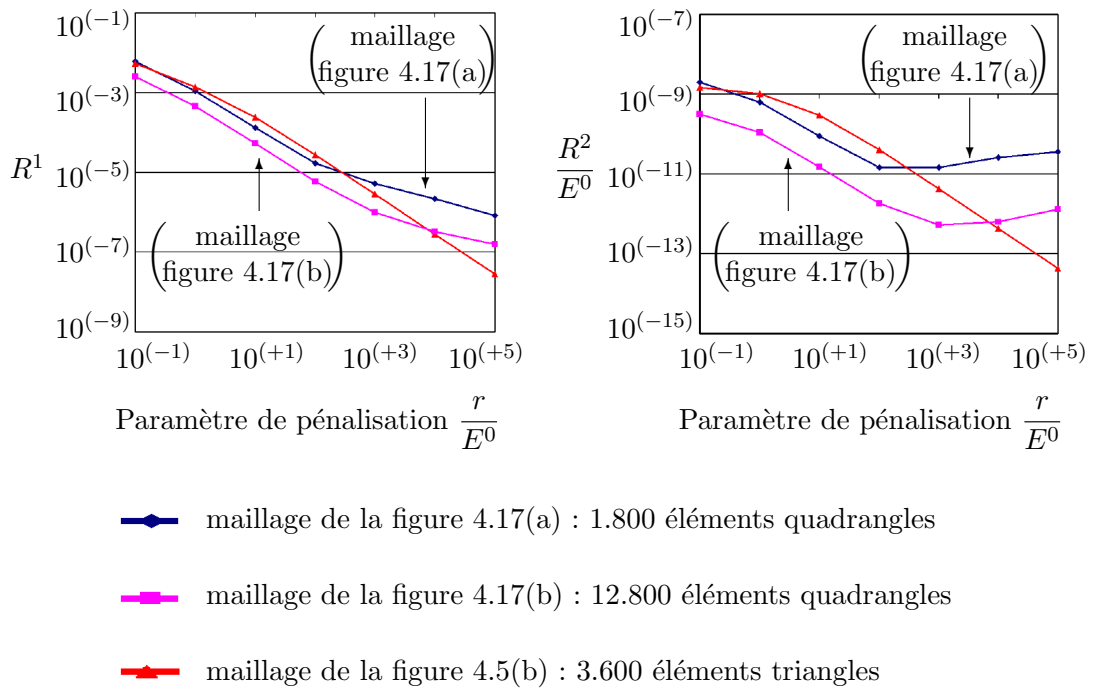 10^(−1)
10^(−3)
10^(−5)
10^(−7)
10^(−9)
R^1
(maillage
figure 4.17(a))
(maillage
figure 4.17(b))
10^(−1) 10^(+1) 10^(+3) 10^(+5)
Paramètre de pénalisation r/E^0
10^(−7)
10^(−9)
10^(−11)
10^(−13)
10^(−15)
R^2/E^0
(maillage
figure 4.17(a))
(maillage
figure 4.17(b))
10^(−1) 10^(+1) 10^(+3) 10^(+5)
Paramètre de pénalisation r/E^0
maillage de la figure 4.17(a) : 1.800 éléments quadrangles
maillage de la figure 4.17(b) : 12.800 éléments quadrangles
maillage de la figure 4.5(b) : 3.600 éléments triangles